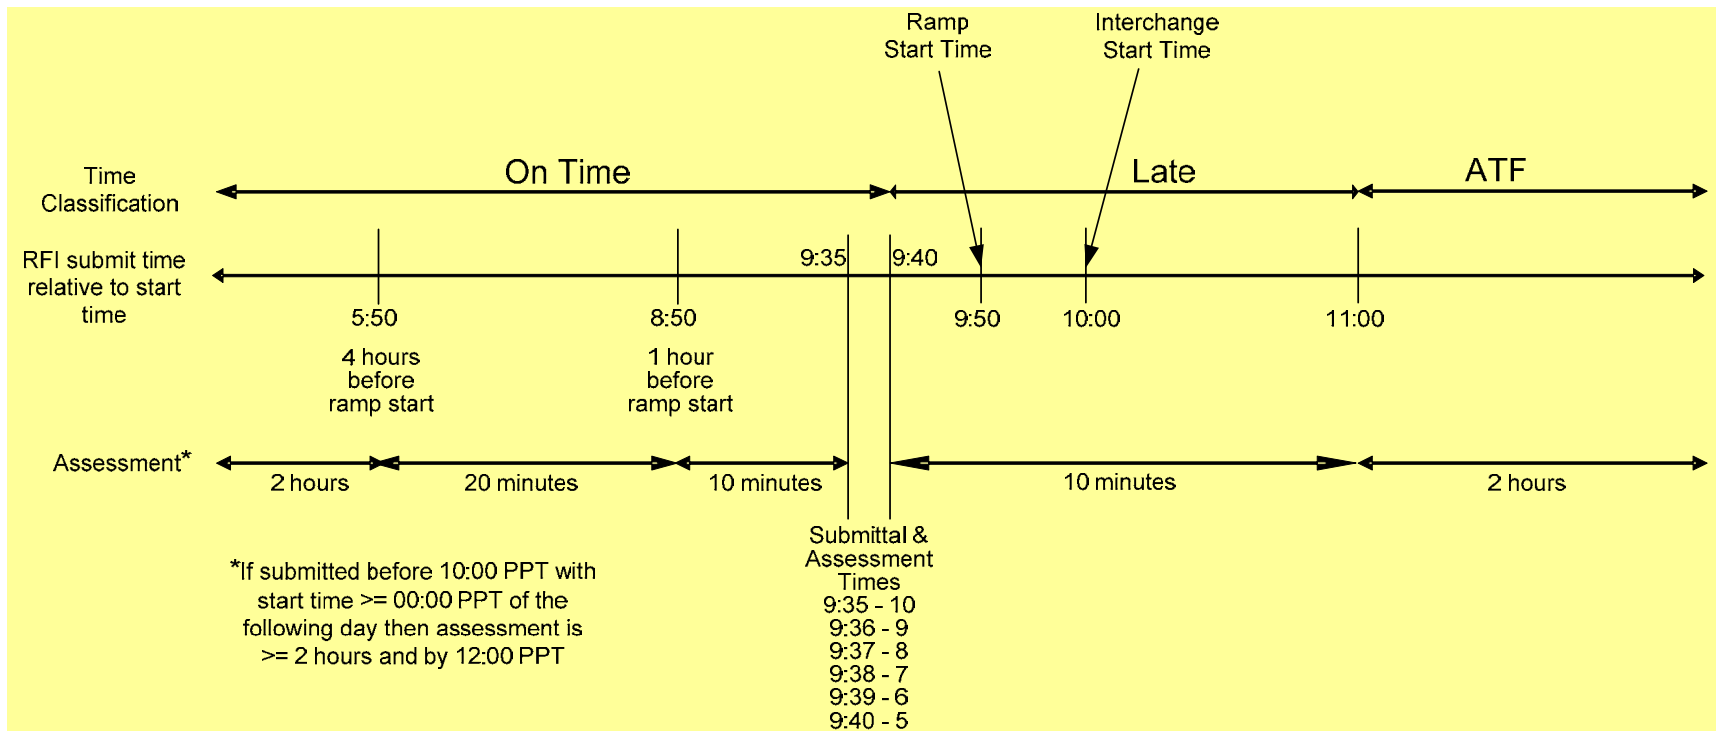 Ramp
Start Time
Interchange
Start Time
Time
Classification
On Time
Late
ATF
RFI submit time
relative to start
time
9:35
9:40
5:50
8:50
9:50
10:00
11:00
4 hours
before
ramp start
1 hour
before
ramp start
Assessment*
2 hours
20 minutes
10 minutes
10 minutes
2 hours
Submittal &
Assessment
Times
9:35 - 10
9:36 - 9
9:37 - 8
9:38 - 7
9:39 - 6
9:40 - 5
*If submitted before 10:00 PPT with
start time >= 00:00 PPT of the
following day then assessment is
>= 2 hours and by 12:00 PPT